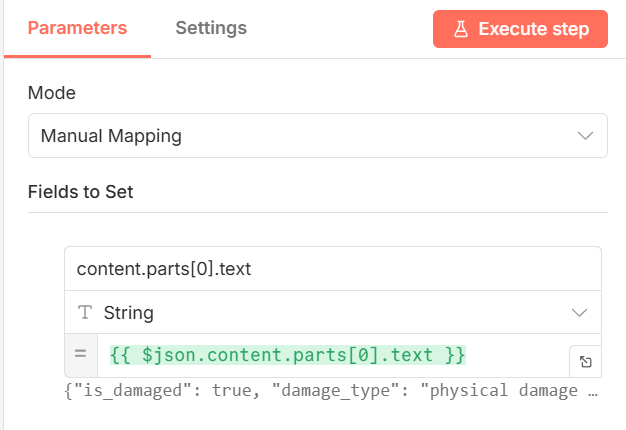 Parameters Settings Execute step
Mode
Manual Mapping
Fields to Set
content.parts[0].text
String
= {{ $json.content.parts[0].text }}
{"is_damaged": true, "damage_type": "physical damage …